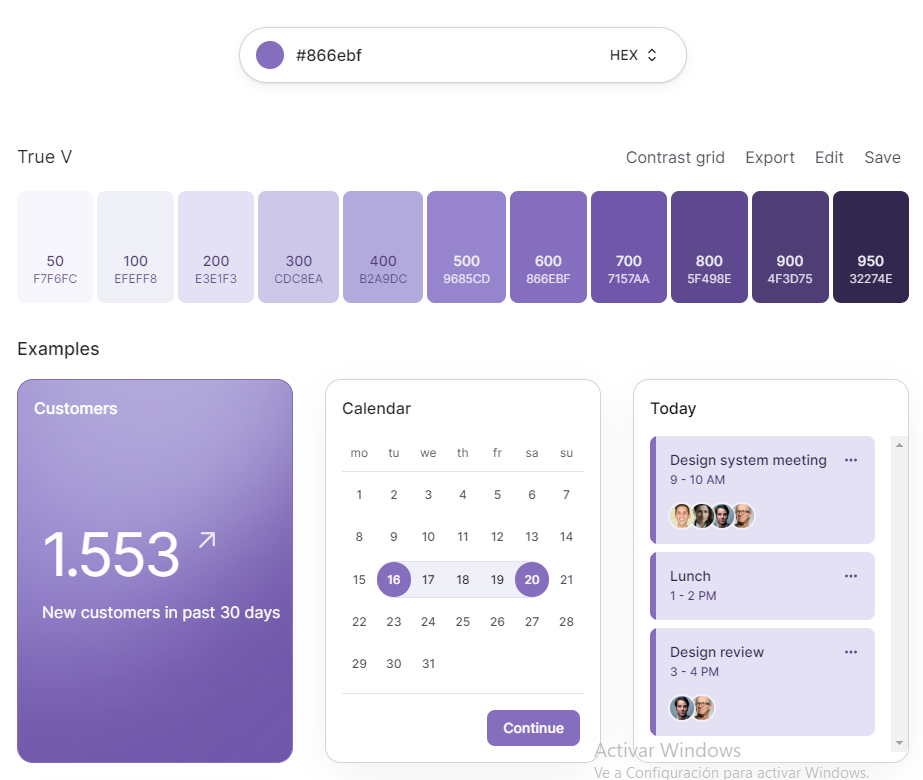 #866ebf HEX
True V Contrast grid Export Edit Save
50 100 200 300 400 500 600 700 800 900 950
F7F6FC EFEFF8 E3E1F3 CDC8EA B2A9DC 9685CD 866EBF 7157AA 5F498E 4F3D75 32274E
Examples
Customers
1.553
New customers in past 30 days
Calendar
mo tu we th fr sa su
1 2 3 4 5 6 7
8 9 10 11 12 13 14
15 16 17 18 19 20 21
22 23 24 25 26 27 28
29 30 31
Continue
Today
Design system meeting
9 - 10 AM
Lunch
1 - 2 PM
Design review
3 - 4 PM
Activar Windows
Ve a Configuración para activar Windows.